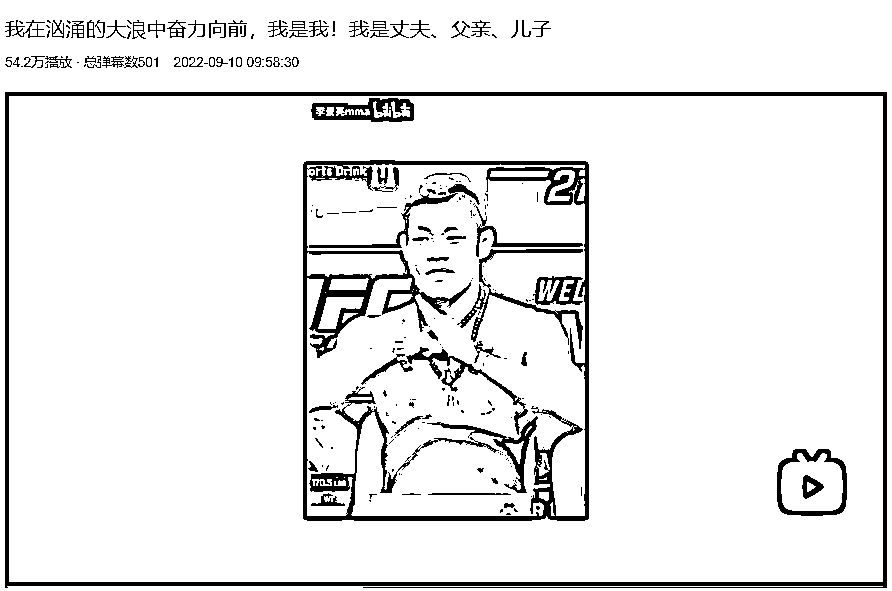 我在汹涌的大浪中奋力向前，我是我！我是丈夫、父亲、儿子
54.2万播放 · 总弹幕数501 2022-09-10 09:58:30
李景亮mma bilibili
orts Drink
21
UFC
WEL